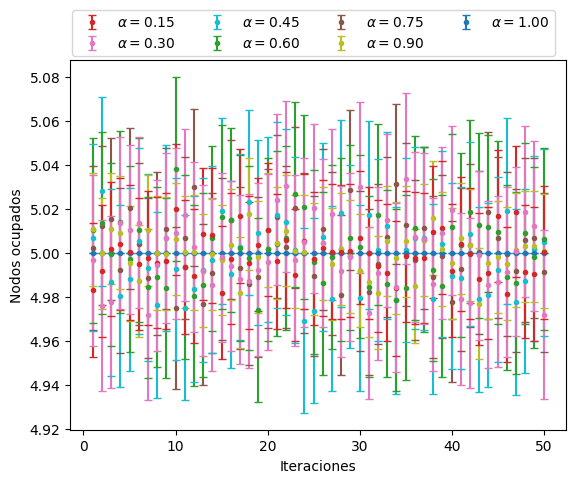 α = 0.15 α = 0.45 α = 0.75 α = 1.00
α = 0.30 α = 0.60 α = 0.90
5.08
5.06
5.04
5.02
5.00
4.98
4.96
4.94
4.92
Nodos ocupados
0 10 20 30 40 50
Iteraciones